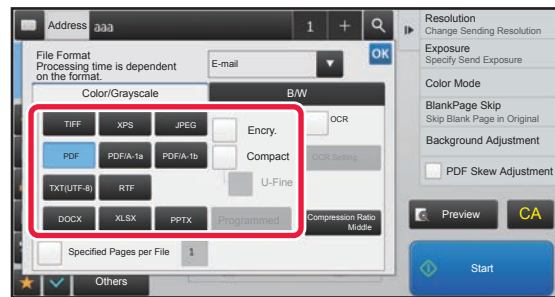 Address aaa 1 +
File Format
Processing time is dependent
on the format.
E-mail
OK
Color/Grayscale
B/W
TIFF XPS JPEG Encry. OCR
PDF PDF/A-1a PDF/A-1b Compact OCR Setting
TXT(UTF-8) RTF U-Fine
DOCX XLSX PPTX Programmed Compression Ratio
Middle
Specified Pages per File 1
Others
Resolution
Change Sending Resolution
Exposure
Specify Send Exposure
Color Mode
BlankPage Skip
Skip Blank Page in Original
Background Adjustment
PDF Skew Adjustment
Preview CA
Start